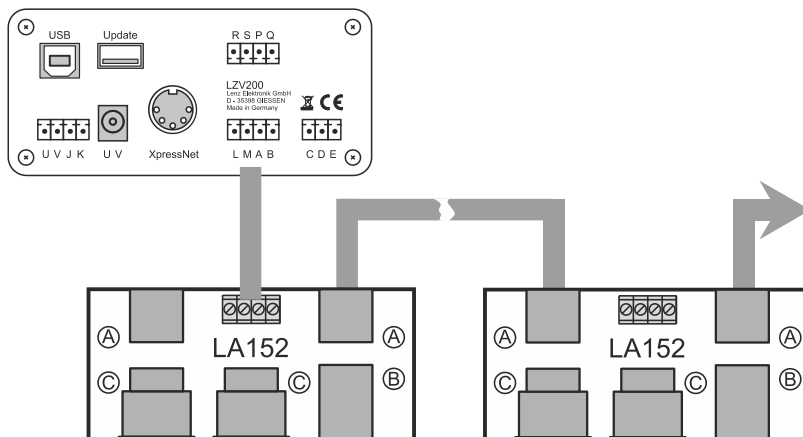 USB Update R S P Q
LZV200
Lenz Elektronik GmbH
D - 35398 GIESSEN
Made in Germany
CE
U V J K U V XpressNet L M A B C D E
A A A A
LA152 LA152
C C B C C B